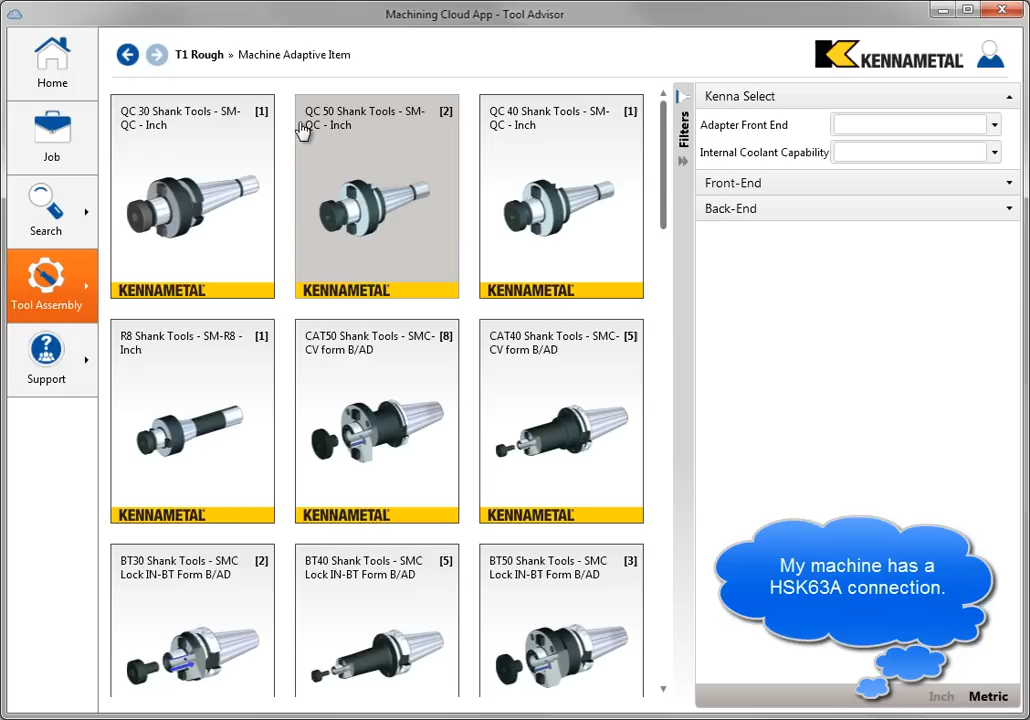 Machining Cloud App - Tool Advisor
Home
Job
Search
Tool Assembly
Support
T1 Rough » Machine Adaptive Item
KENNAMETAL
QC 30 Shank Tools - SM- [1]
QC - Inch
KENNAMETAL
QC 50 Shank Tools - SM- [2]
QC - Inch
KENNAMETAL
QC 40 Shank Tools - SM- [1]
QC - Inch
KENNAMETAL
R8 Shank Tools - SM-R8 - [1]
Inch
KENNAMETAL
CAT50 Shank Tools - SMC- [8]
CV form B/AD
KENNAMETAL
CAT40 Shank Tools - SMC- [5]
CV form B/AD
KENNAMETAL
BT30 Shank Tools - SMC [2]
Lock IN-BT Form B/AD
BT40 Shank Tools - SMC [5]
Lock IN-BT Form B/AD
BT50 Shank Tools - SMC [3]
Lock IN-BT Form B/AD
Filters
Kenna Select
Adapter Front End
Internal Coolant Capability
Front-End
Back-End
My machine has a
HSK63A connection.
Inch Metric